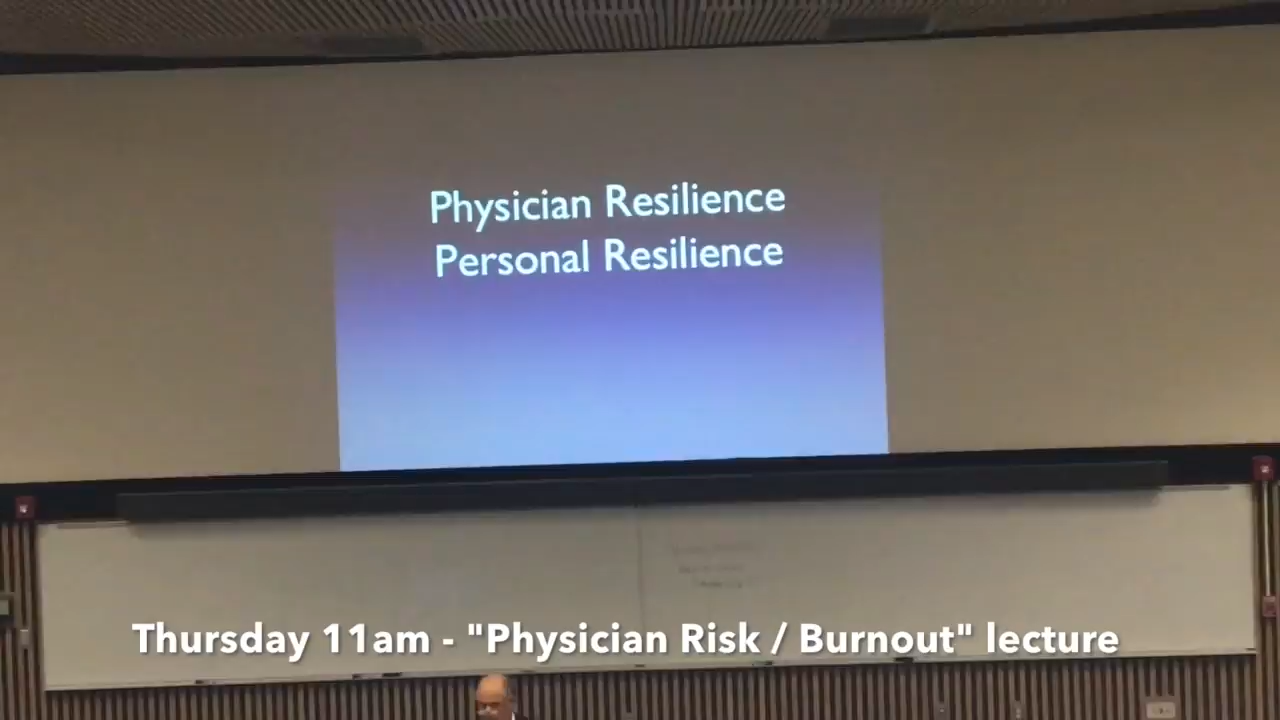 Physician Resilience
Personal Resilience
Thursday 11am - "Physician Risk / Burnout" lecture